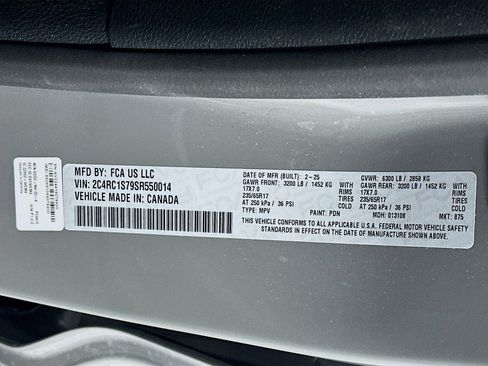 MFD BY: FCA US LLC
VIN: 2C4RC1S79SR550014
VEHICLE MADE IN: CANADA
DATE OF MFR (BUILT): 2-25
GAWR FRONT: 3200 LB / 1452 KG
17X7.0
235/65R17
AT 250 kPa / 36 PSI
TYPE: MPV
WITH
RIMS
TIRES
PAINT: PDN
GVWR: 6300 LB / 2858 KG
GAWR REAR: 3200 LB / 1452 KG
17X7.0
235/65R17
AT 250 kPa / 36 PSI
MDH: 013108
WITH
RIMS
TIRES
MKT: 875
THIS VEHICLE CONFORMS TO ALL APPLICABLE U.S.A. FEDERAL MOTOR VEHICLE SAFETY
STANDARDS IN EFFECT ON THE DATE OF MANUFACTURE SHOWN ABOVE.